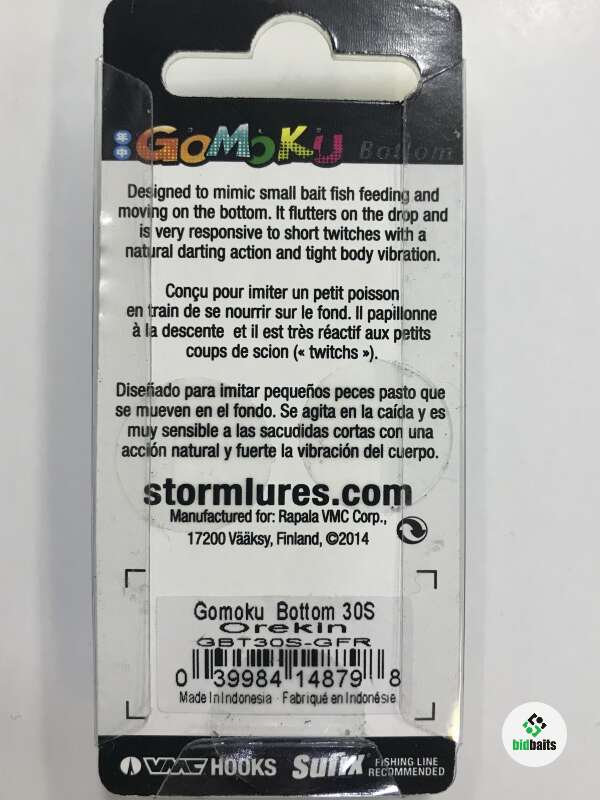 年中 GoMoKu Bottom
Designed to mimic small bait fish feeding and
moving on the bottom. It flutters on the drop and
is very responsive to short twitches with a
natural darting action and tight body vibration.
Conçu pour imiter un petit poisson
en train de se nourrir sur le fond. Il papillonne
à la descente et il est très réactif aux petits
coups de scion (« twitchs »).
Diseñado para imitar pequeños peces pasto que
se mueven en el fondo. Se agita en la caída y es
muy sensible a las sacudidas cortas con una
acción natural y fuerte la vibración del cuerpo.
stormlures.com
Manufactured for: Rapala VMC Corp.,
17200 Vääksy, Finland, ©2014
Gomoku Bottom 30S
Orekin
GBT30S-GFR
0 39984 14879 8
Made in Indonesia · Fabriqué en Indonésie
VMC HOOKS Sufix FISHING LINE
RECOMMENDED
bidbaits